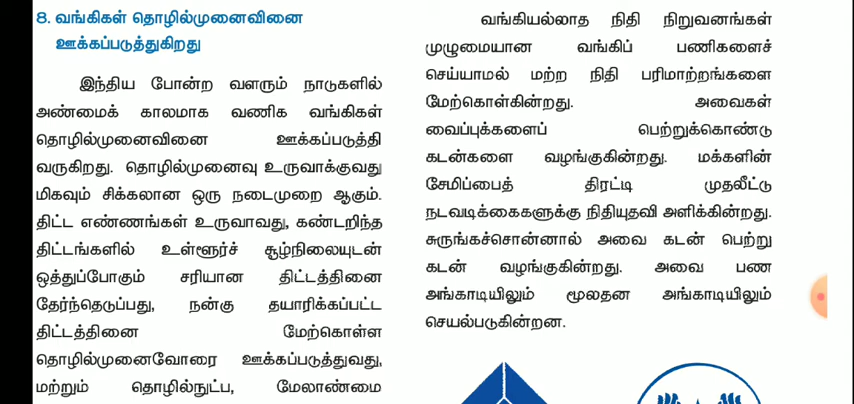 8. வங்கிகள் தொழில்முனைவினை
ஊக்கப்படுத்துகிறது
இந்திய போன்ற வளரும் நாடுகளில்
அண்மைக் காலமாக வணிக வங்கிகள்
தொழில்முனைவினை ஊக்கப்படுத்தி
வருகிறது. தொழில்முனைவு உருவாக்குவது
மிகவும் சிக்கலான ஒரு நடைமுறை ஆகும்.
திட்ட எண்ணங்கள் உருவாவது, கண்டறிந்த
திட்டங்களில் உள்ளூர்ச் சூழ்நிலையுடன்
ஒத்துப்போகும் சரியான திட்டத்தினை
தேர்ந்தெடுப்பது, நன்கு தயாரிக்கப்பட்ட
திட்டத்தினை மேற்கொள்ள
தொழில்முனைவோரை ஊக்கப்படுத்துவது,
மற்றும் தொழில்நுட்ப, மேலாண்மை
வங்கியல்லாத நிதி நிறுவனங்கள்
முழுமையான வங்கிப் பணிகளைச்
செய்யாமல் மற்ற நிதி பரிமாற்றங்களை
மேற்கொள்கின்றது. அவைகள்
வைப்புக்களைப் பெற்றுக்கொண்டு
கடன்களை வழங்குகின்றது. மக்களின்
சேமிப்பைத் திரட்டி முதலீட்டு
நடவடிக்கைகளுக்கு நிதியுதவி அளிக்கின்றது.
சுருங்கச்சொன்னால் அவை கடன் பெற்று
கடன் வழங்குகின்றது. அவை பண
அங்காடியிலும் மூலதன அங்காடியிலும்
செயல்படுகின்றன.